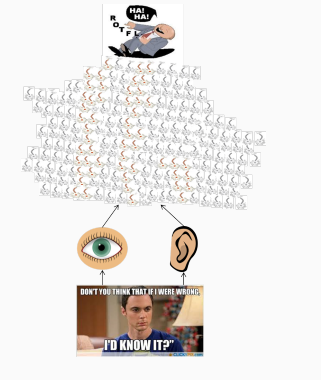 HA!
HA!
ROTFL
DON'T YOU THINK THAT IF I WERE WRONG,
I'D KNOW IT?"